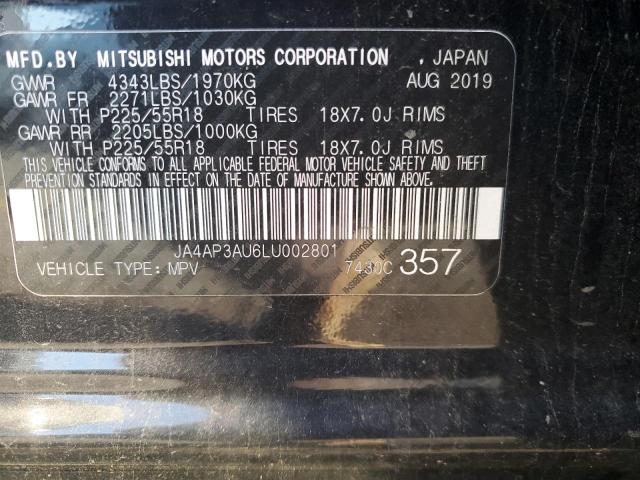 MFD.BY MITSUBISHI MOTORS CORPORATION . JAPAN
GVWR 4343LBS/1970KG AUG 2019
GAWR FR 2271LBS/1030KG
WITH P225/55R18 TIRES 18X7.0J RIMS
GAWR RR 2205LBS/1000KG
WITH P225/55R18 TIRES 18X7.0J RIMS
THIS VEHICLE CONFORMS TO ALL APPLICABLE FEDERAL MOTOR VEHICLE SAFETY AND THEFT
PREVENTION STANDARDS IN EFFECT ON THE DATE OF MANUFACTURE SHOWN ABOVE.
JA4AP3AU6LU002801
VEHICLE TYPE: MPV 7430C 357